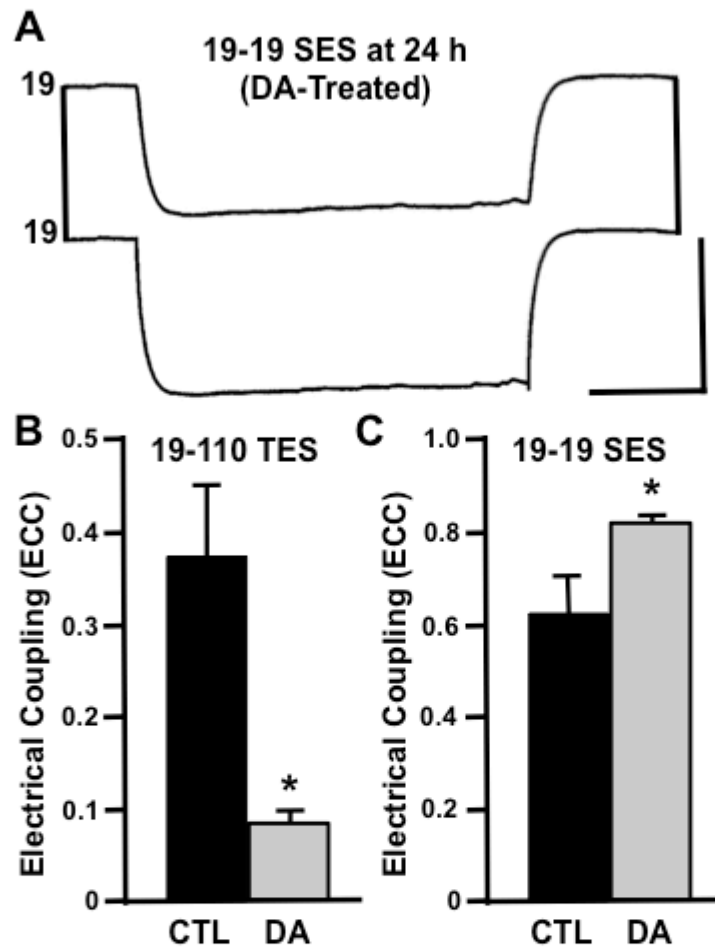 A
19-19 SES at 24 h
(DA-Treated)
19
19
B
19-110 TES
Electrical Coupling (ECC)
0.5
0.4
0.3
0.2
0.1
0
*
CTL DA
C
19-19 SES
Electrical Coupling (ECC)
1.0
0.8
0.6
0.4
0.2
0
*
CTL DA